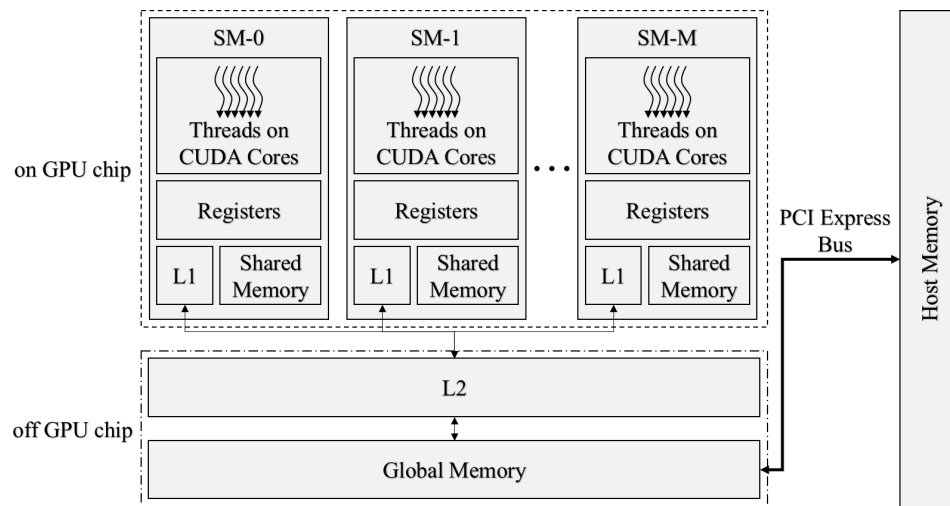 SM-0
Threads on
CUDA Cores
Registers
L1
Shared
Memory
SM-1
Threads on
CUDA Cores
Registers
L1
Shared
Memory
...
SM-M
Threads on
CUDA Cores
Registers
L1
Shared
Memory
on GPU chip
PCI Express
Bus
Host Memory
L2
off GPU chip
Global Memory